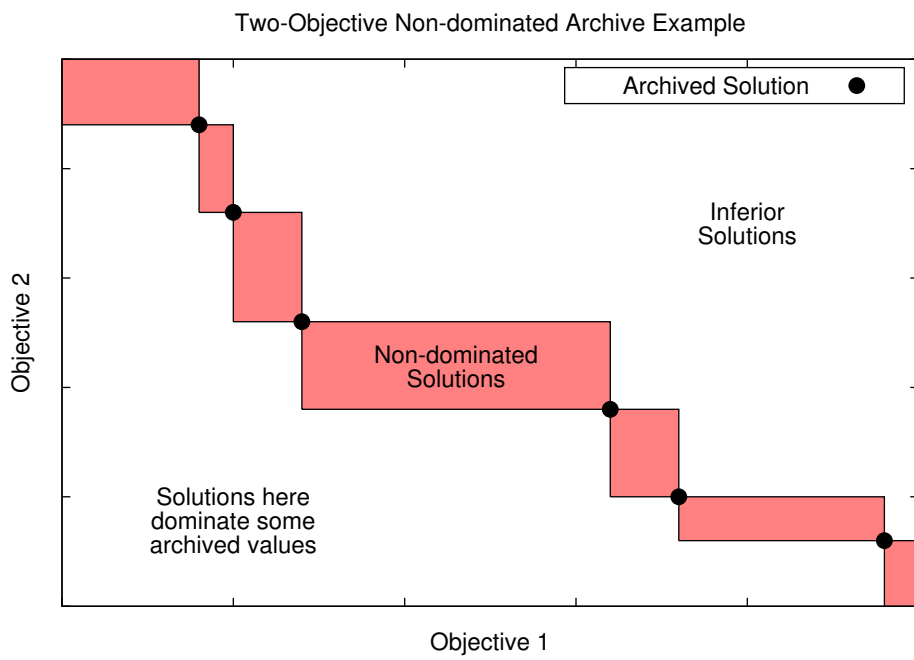 Two-Objective Non-dominated Archive Example
Archived Solution
Inferior
Solutions
Objective 2
Non-dominated
Solutions
Solutions here
dominate some
archived values
Objective 1